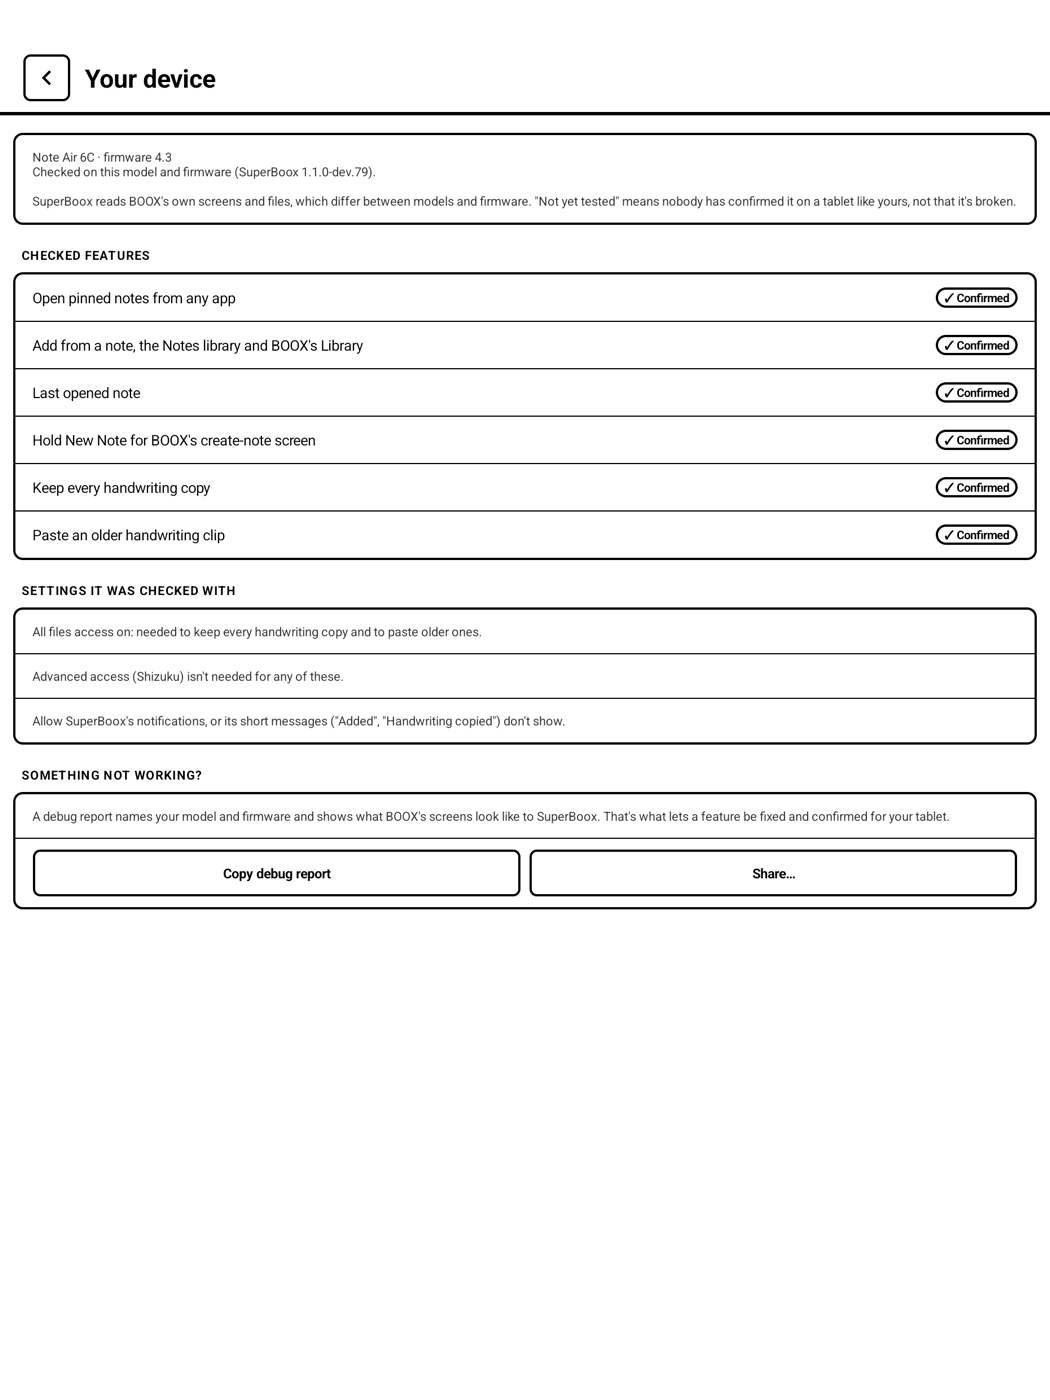 Your device
Note Air 6C · firmware 4.3
Checked on this model and firmware (SuperBoox 1.1.0-dev.79).
SuperBoox reads BOOX's own screens and files, which differ between models and firmware. "Not yet tested" means nobody has confirmed it on a tablet like yours, not that it's broken.
CHECKED FEATURES
Open pinned notes from any app ✓ Confirmed
Add from a note, the Notes library and BOOX's Library ✓ Confirmed
Last opened note ✓ Confirmed
Hold New Note for BOOX's create-note screen ✓ Confirmed
Keep every handwriting copy ✓ Confirmed
Paste an older handwriting clip ✓ Confirmed
SETTINGS IT WAS CHECKED WITH
All files access on: needed to keep every handwriting copy and to paste older ones.
Advanced access (Shizuku) isn't needed for any of these.
Allow SuperBoox's notifications, or its short messages ("Added", "Handwriting copied") don't show.
SOMETHING NOT WORKING?
A debug report names your model and firmware and shows what BOOX's screens look like to SuperBoox. That's what lets a feature be fixed and confirmed for your tablet.
Copy debug report Share...